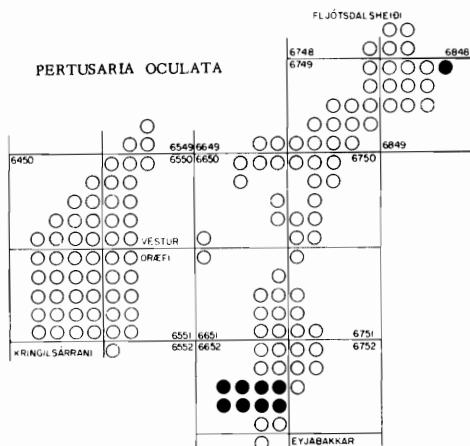 FLJÓTSDALSHEIÐI
6748 6848
6749
PERTUSARIA OCULATA
6549 6649 6849
6450 6550 6650 6750
VESTUR
ÖRÆFI
6551 6651 6751
KRINGILSÁRRANI 6552 6652 6752
EYJABAKKAR